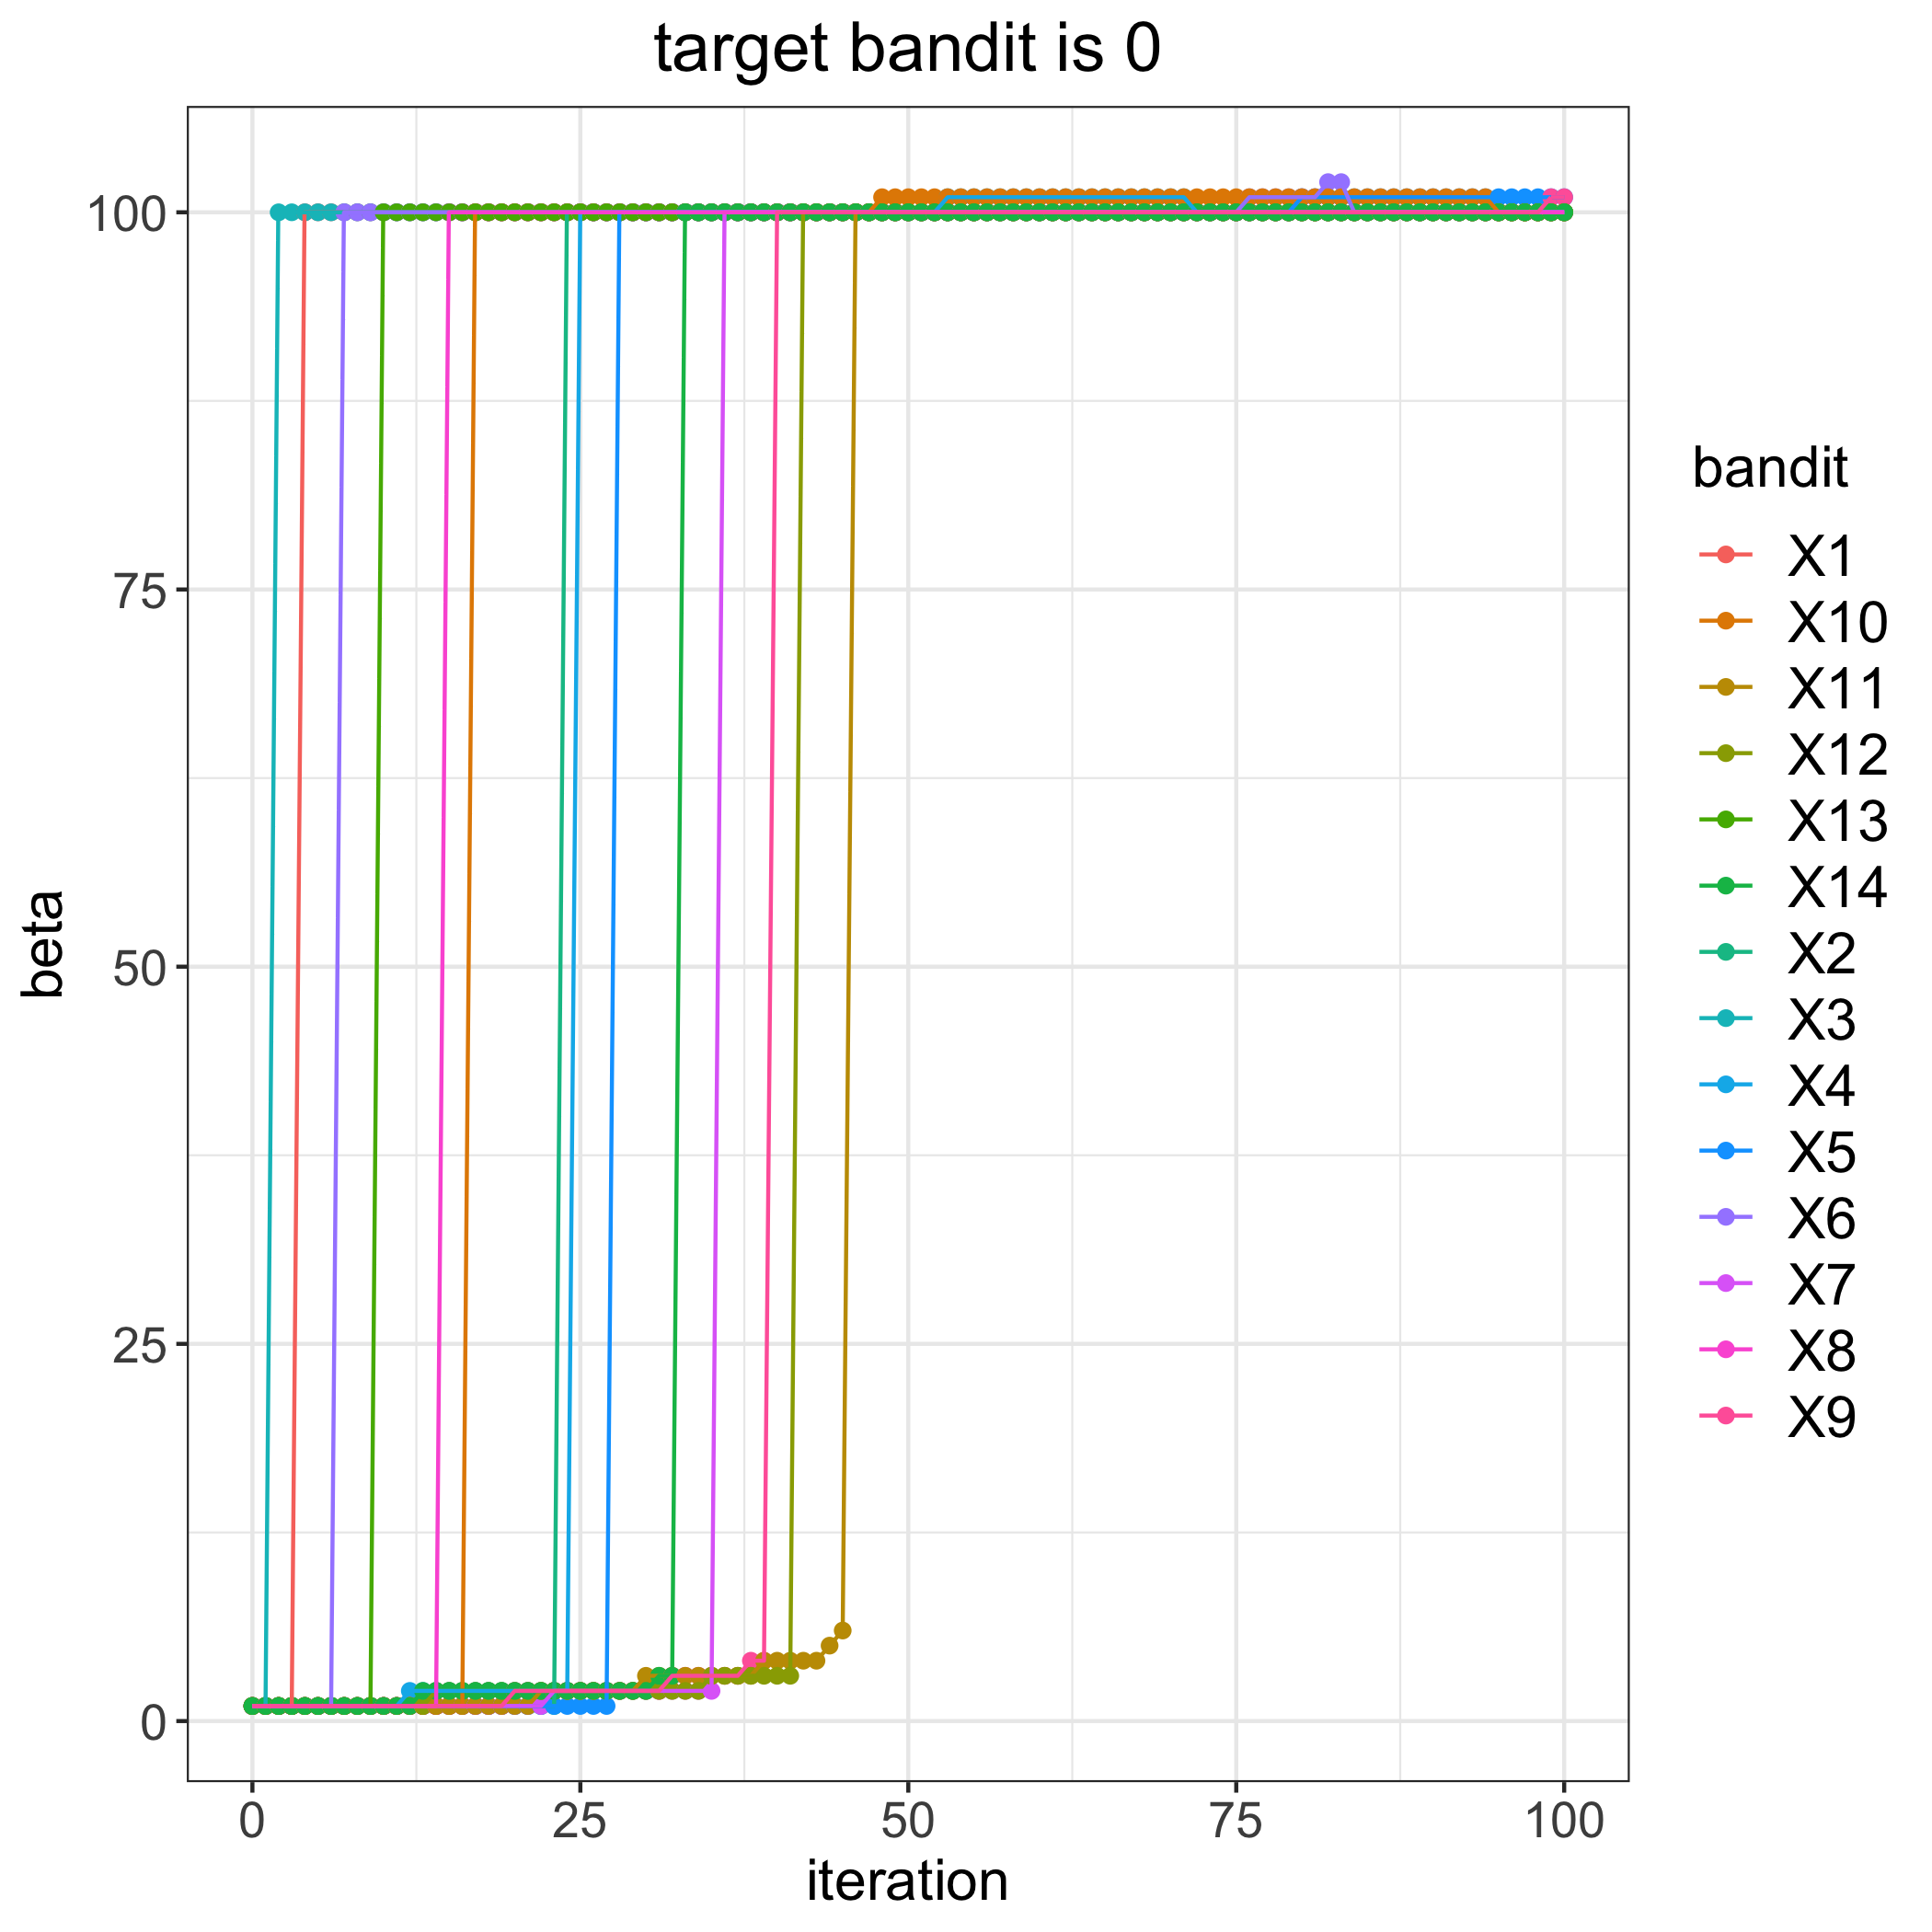 target bandit is 0
100
75
50
25
0
beta
0 25 50 75 100
iteration
bandit
X1
X10
X11
X12
X13
X14
X2
X3
X4
X5
X6
X7
X8
X9